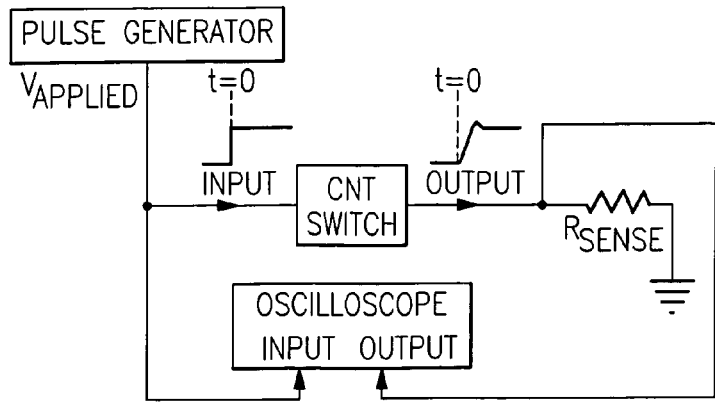 PULSE GENERATOR
VAPPLIED
t=0
t=0
INPUT
CNT
SWITCH
OUTPUT
RSENSE
OSCILLOSCOPE
INPUT OUTPUT